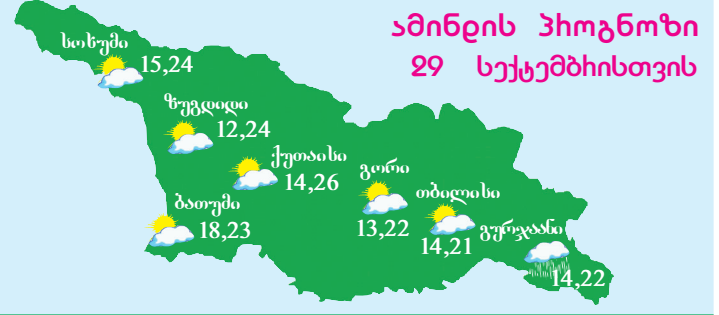 ამინდის პროგნოზი
29 სექტემბრისთვის
სოხუმი
15,24
ზუგდიდი
12,24
ქუთაისი
14,26
გორი
13,22
თბილისი
14,21
ბათუმი
18,23
გურჯაანი
14,22